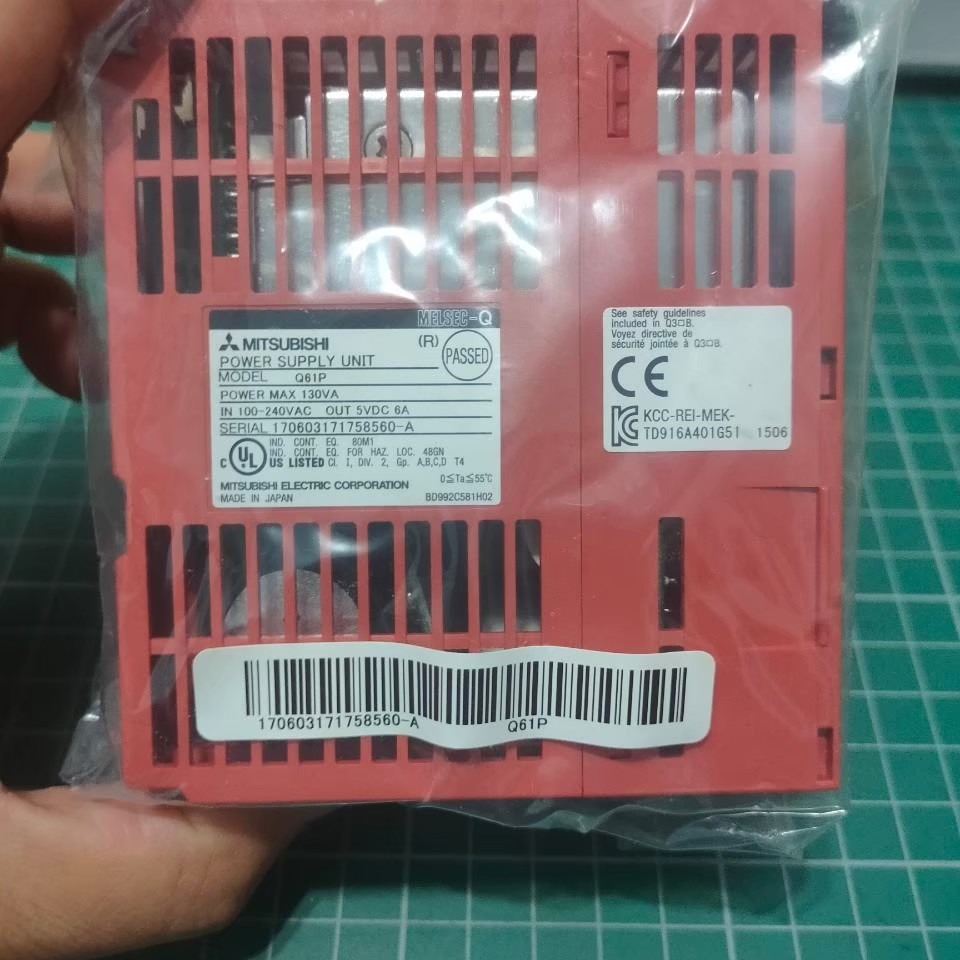 MELSEC-Q
MITSUBISHI (R) PASSED
POWER SUPPLY UNIT
MODEL Q61P
POWER MAX 130VA
IN 100-240VAC OUT 5VDC 6A
SERIAL 170603171758560-A
C UL US LISTED
IND. CONT. EQ. 80M1
IND. CONT. EQ. FOR HAZ. LOC. 48GN
Cl. I, DIV. 2, Gp. A,B,C,D T4
0≦Ta≦55℃
MITSUBISHI ELECTRIC CORPORATION
MADE IN JAPAN BD992C581H02
See safety guidelines
included in Q3□B.
Voyez directive de
sécurité jointée à Q3□B.
CE
KCC-REI-MEK-
TD916A401G51 1506
170603171758560-A Q61P